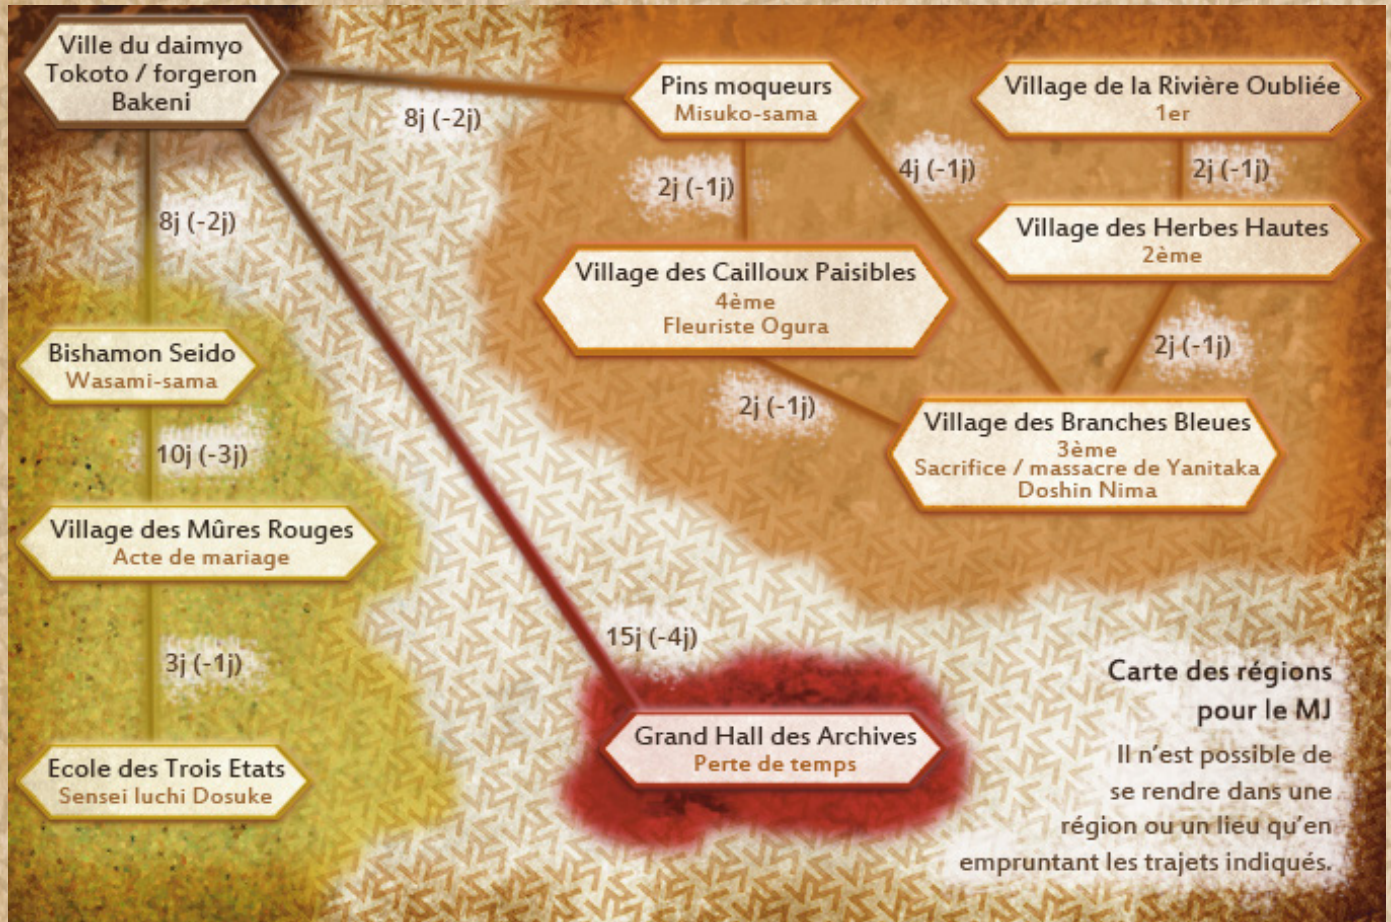 Ville du daimyo
Tokoto / forgeron
Bakeni
8j (-2j)
Pins moqueurs
Misuko-sama
Village de la Rivière Oubliée
1er
2j (-1j)
4j (-1j)
2j (-1j)
8j (-2j)
Village des Herbes Hautes
2ème
Village des Cailloux Paisibles
4ème
Fleuriste Ogura
2j (-1j)
Bishamon Seido
Wasami-sama
2j (-1j)
Village des Branches Bleues
3ème
Sacrifice / massacre de Yanitaka
Doshin Nima
10j (-3j)
Village des Mûres Rouges
Acte de mariage
3j (-1j)
15j (-4j)
Grand Hall des Archives
Perte de temps
Ecole des Trois Etats
Sensei Iuchi Dosuke
Carte des régions
pour le MJ
Il n'est possible de
se rendre dans une
région ou un lieu qu'en
empruntant les trajets indiqués.